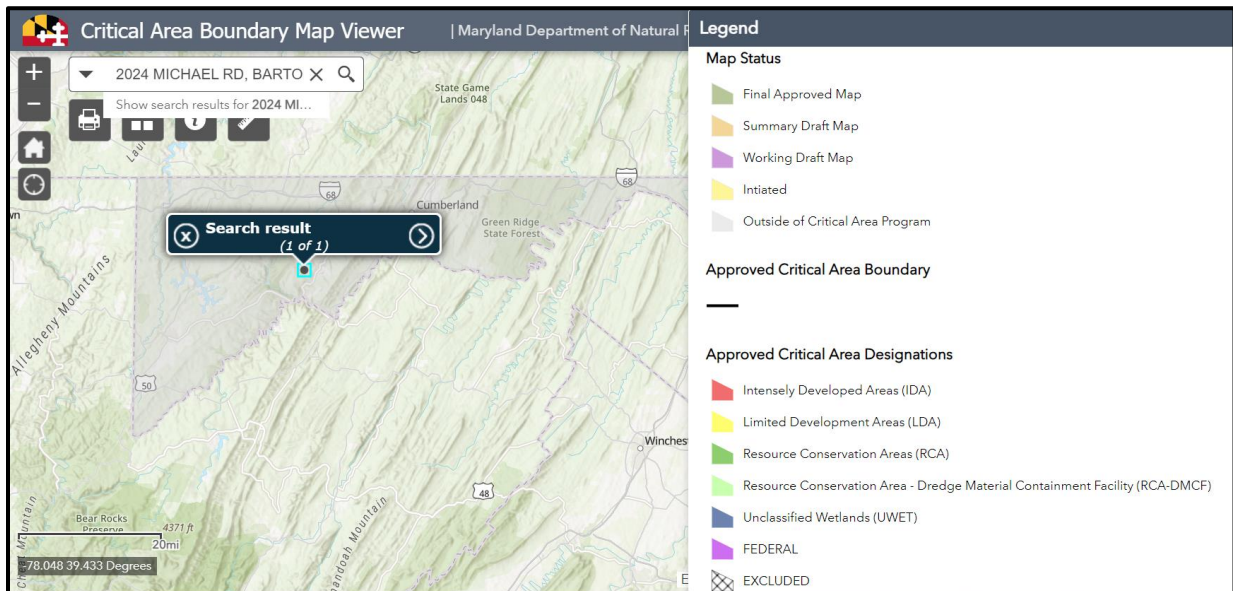 Critical Area Boundary Map Viewer
| Maryland Department of Natural
2024 MICHAEL RD, BARTO
Show search results for 2024 MI...
State Game
Lands 048
68
68
Cumberland
Green Ridge
State Forest
Search result
(1 of 1)
Allegheny Mountains
50
Winches
48
Bear Rocks
Preserve
4371 ft
20mi
-78.048 39.433 Degrees
Legend
Map Status
Final Approved Map
Summary Draft Map
Working Draft Map
Intiated
Outside of Critical Area Program
Approved Critical Area Boundary
Approved Critical Area Designations
Intensely Developed Areas (IDA)
Limited Development Areas (LDA)
Resource Conservation Areas (RCA)
Resource Conservation Area - Dredge Material Containment Facility (RCA-DMCF)
Unclassified Wetlands (UWET)
FEDERAL
EXCLUDED